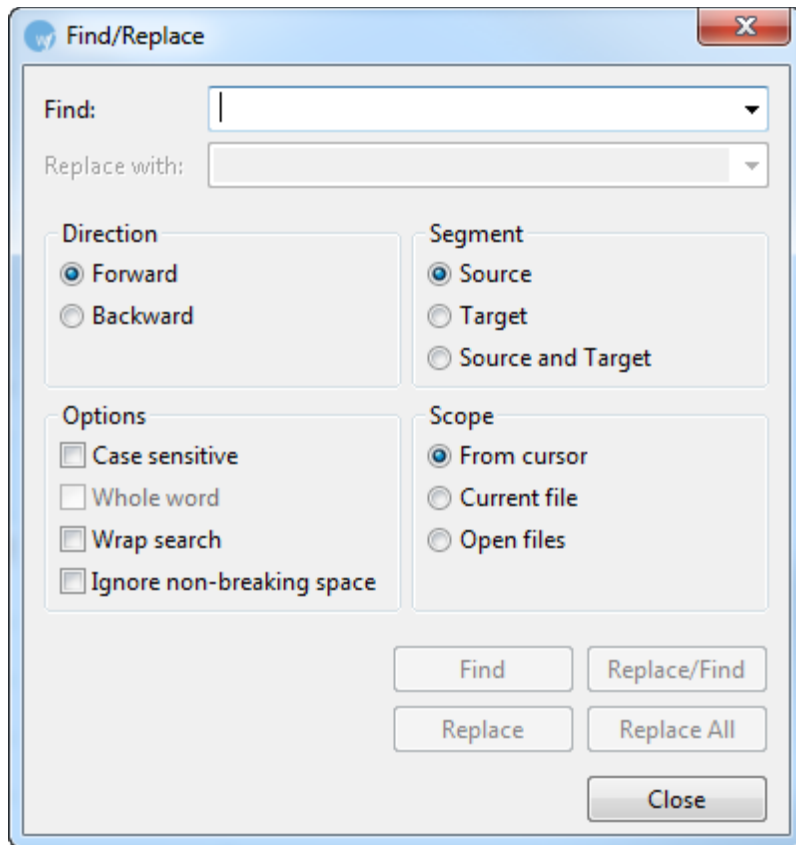 Find/Replace
Find:
Replace with:
Direction
Forward
Backward
Segment
Source
Target
Source and Target
Options
Case sensitive
Whole word
Wrap search
Ignore non-breaking space
Scope
From cursor
Current file
Open files
Find Replace/Find
Replace Replace All
Close